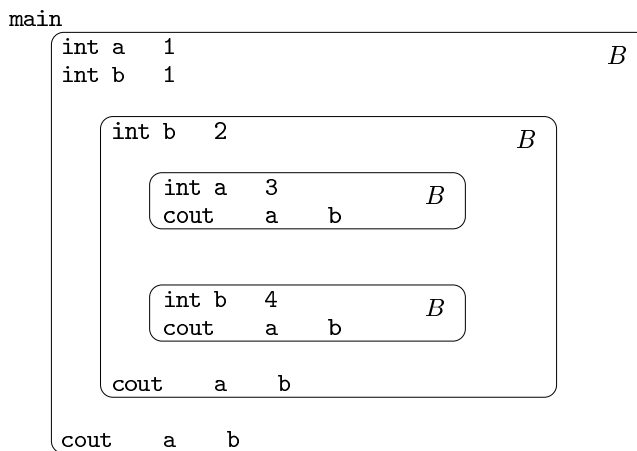 main
int a 1 B
int b 1
int b 2 B
int a 3 B
cout a b
int b 4 B
cout a b
cout a b
cout a b